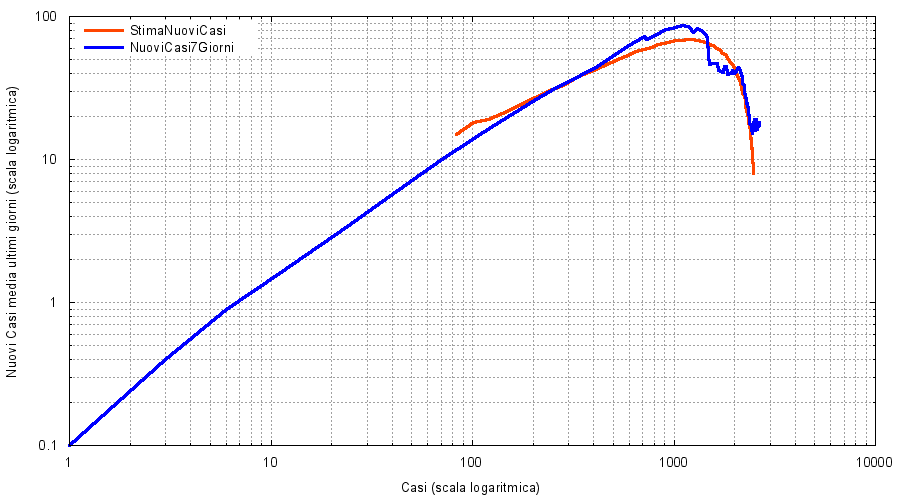 100
StimaNuoviCasi
NuoviCasi7Giorni
10
1
0.1
Nuovi Casi media ultimi giorni (scala logaritmica)
1
10
100
1000
10000
Casi (scala logaritmica)